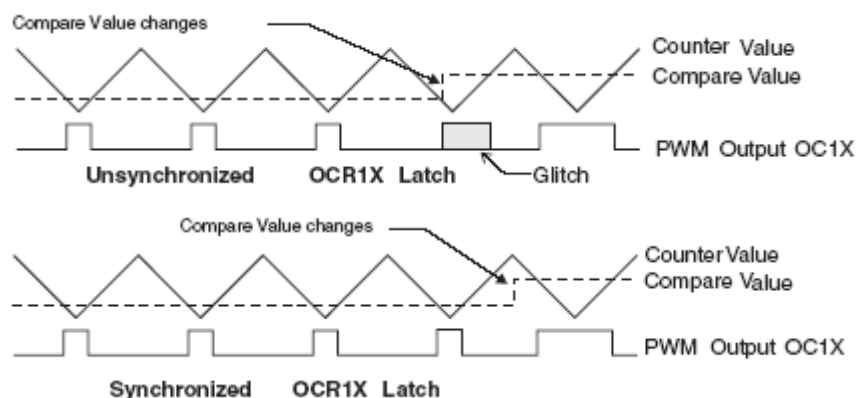 Compare Value changes
Counter Value
Compare Value
PWM Output OC1X
Unsynchronized OCR1X Latch
Glitch
Compare Value changes
Counter Value
Compare Value
PWM Output OC1X
Synchronized OCR1X Latch